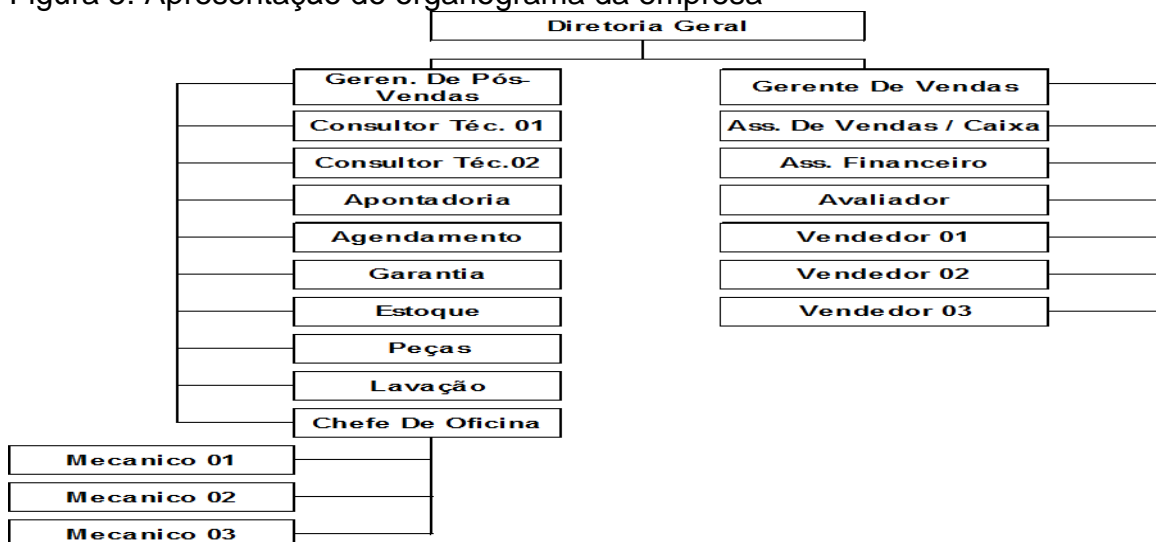 Figura 3: Apresentação do organograma da empresa
Diretoria Geral
Geren. De Pós-
Vendas
Consultor Téc. 01
Consultor Téc.02
Apontadoria
Agendamento
Garantia
Estoque
Peças
Lavação
Chefe De Oficina
Mecanico 01
Mecanico 02
Mecanico 03
Gerente De Vendas
Ass. De Vendas / Caixa
Ass. Financeiro
Avaliador
Vendedor 01
Vendedor 02
Vendedor 03